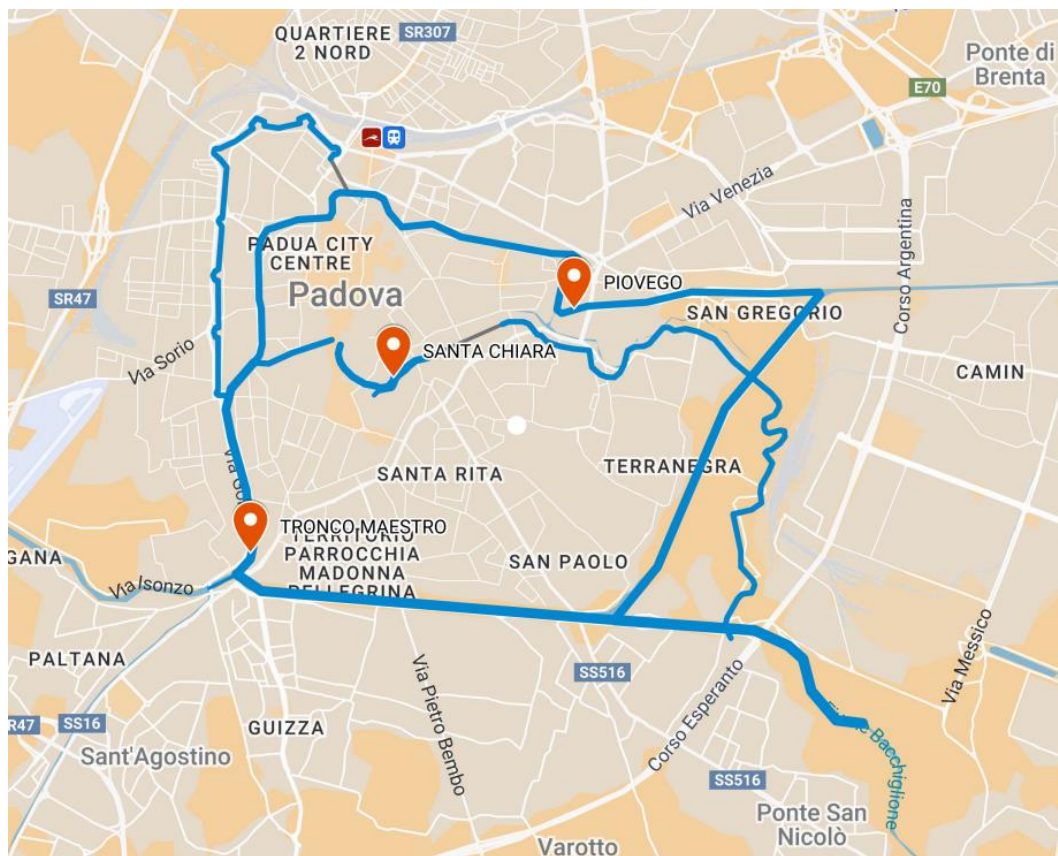 QUARTIERE
2 NORD
SR307
Ponte di
Brenta
E70
Via Venezia
PADUA CITY
CENTRE
Padova
SR47
Corso Argentina
PIOVEGO
SAN GREGORIO
Via Sorio
SANTA CHIARA
CAMIN
SANTA RITA
TERRANEGRA
TRONCO MAESTRO
TERRITORIO
PARROCCHIA
MADONNA
PELLEGRINA
SAN PAOLO
GANA
Via Isonzo
PALTANA
SS516
Via Messico
Via Pietro Bembo
Corso Esperanto
R47
SS16
GUIZZA
Sant'Agostino
Fiume Bacchiglione
SS516
Ponte San
Nicolò
Varotto